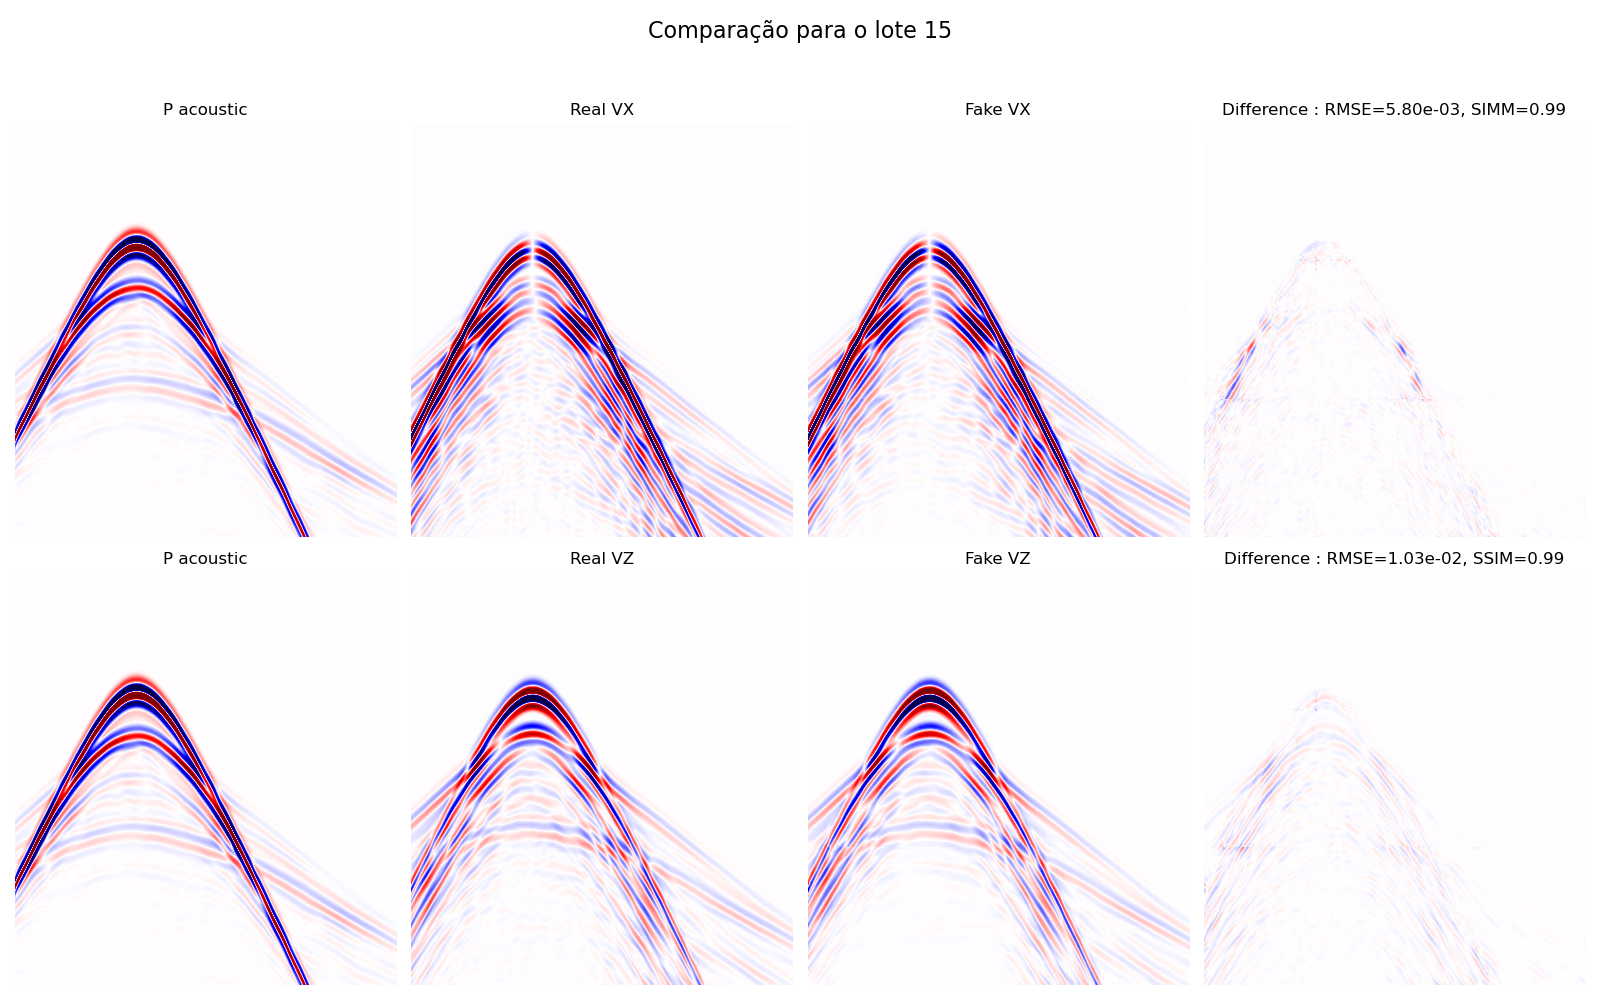 Comparação para o lote 15
P acoustic
Real VX
Fake VX
Difference : RMSE=5.80e-03, SIMM=0.99
P acoustic
Real VZ
Fake VZ
Difference : RMSE=1.03e-02, SSIM=0.99